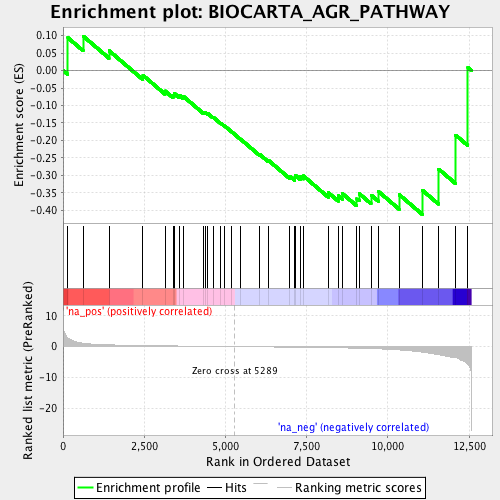 Enrichment plot: BIOCARTA_AGR_PATHWAY
Enrichment score (ES)
0.10
0.05
0.00
-0.05
-0.10
-0.15
-0.20
-0.25
-0.30
-0.35
-0.40
'na_pos' (positively correlated)
Ranked list metric (PreRanked)
10
0
-10
-20
Zero cross at 5289
'na_neg' (negatively correlated)
0
2,500
5,000
7,500
10,000
12,500
Rank in Ordered Dataset
Enrichment profile
Hits
Ranking metric scores